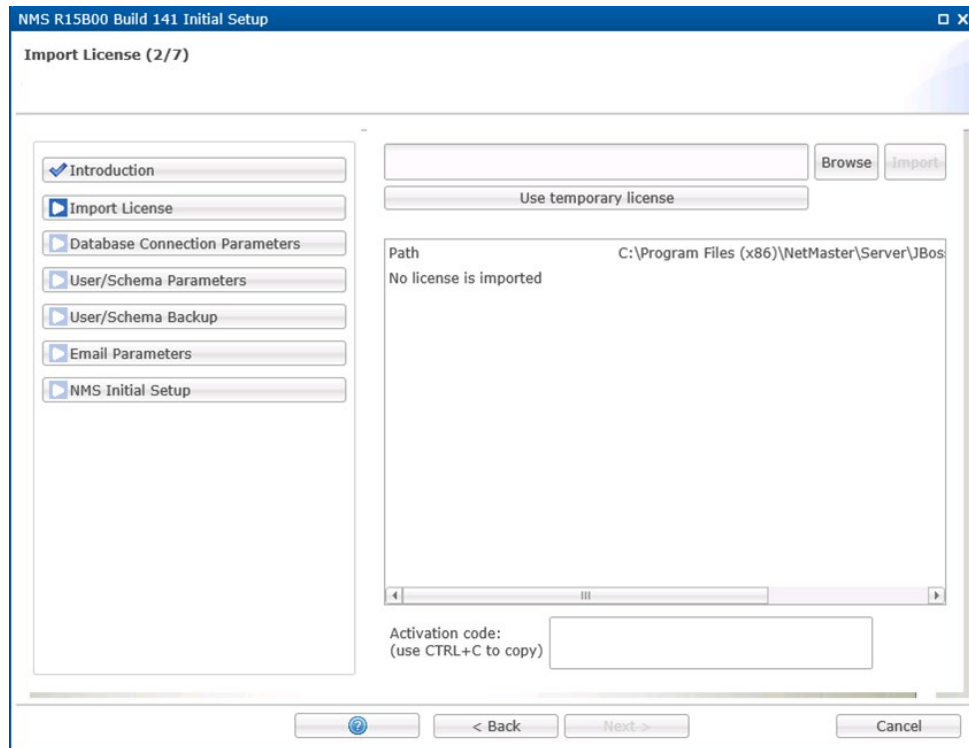 NMS R15B00 Build 141 Initial Setup
Import License (2/7)
Introduction
Import License
Database Connection Parameters
User/Schema Parameters
User/Schema Backup
Email Parameters
NMS Initial Setup
Browse
Import
Use temporary license
Path C:\Program Files (x86)\NetMaster\Server\JBos
No license is imported
Activation code:
(use CTRL+C to copy)
< Back
Next >
Cancel